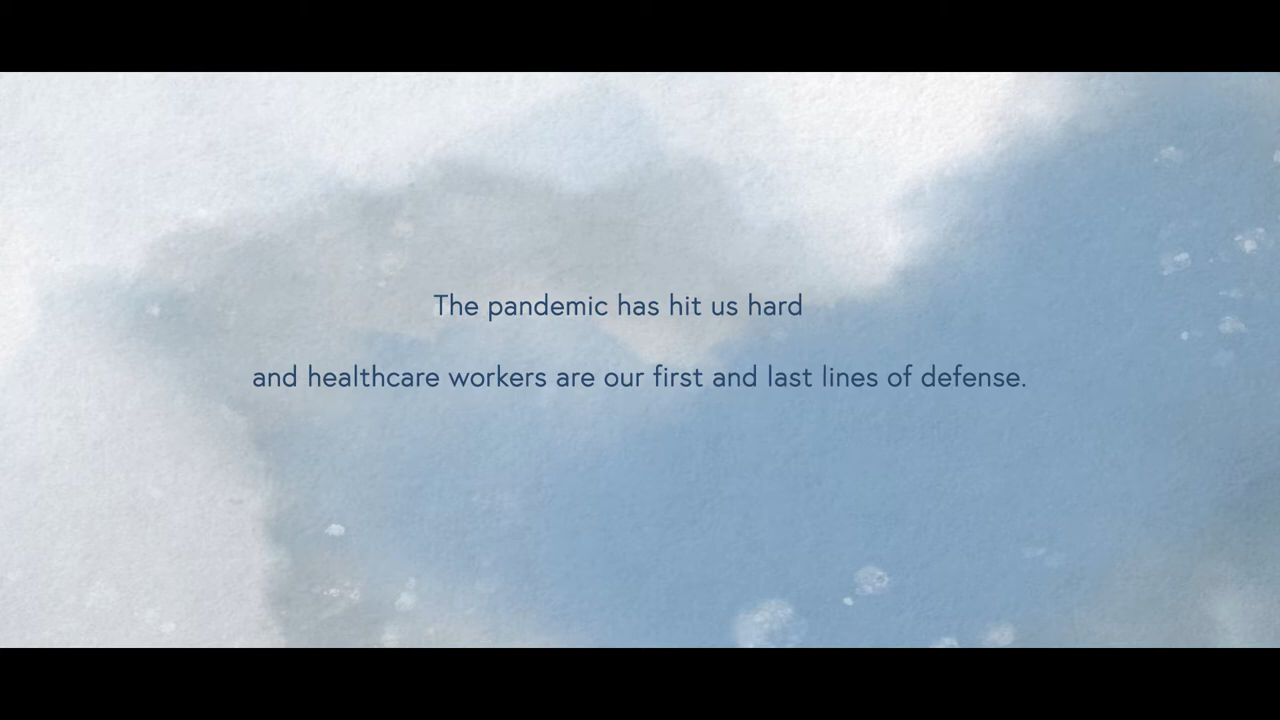 The pandemic has hit us hard
and healthcare workers are our first and last lines of defense.